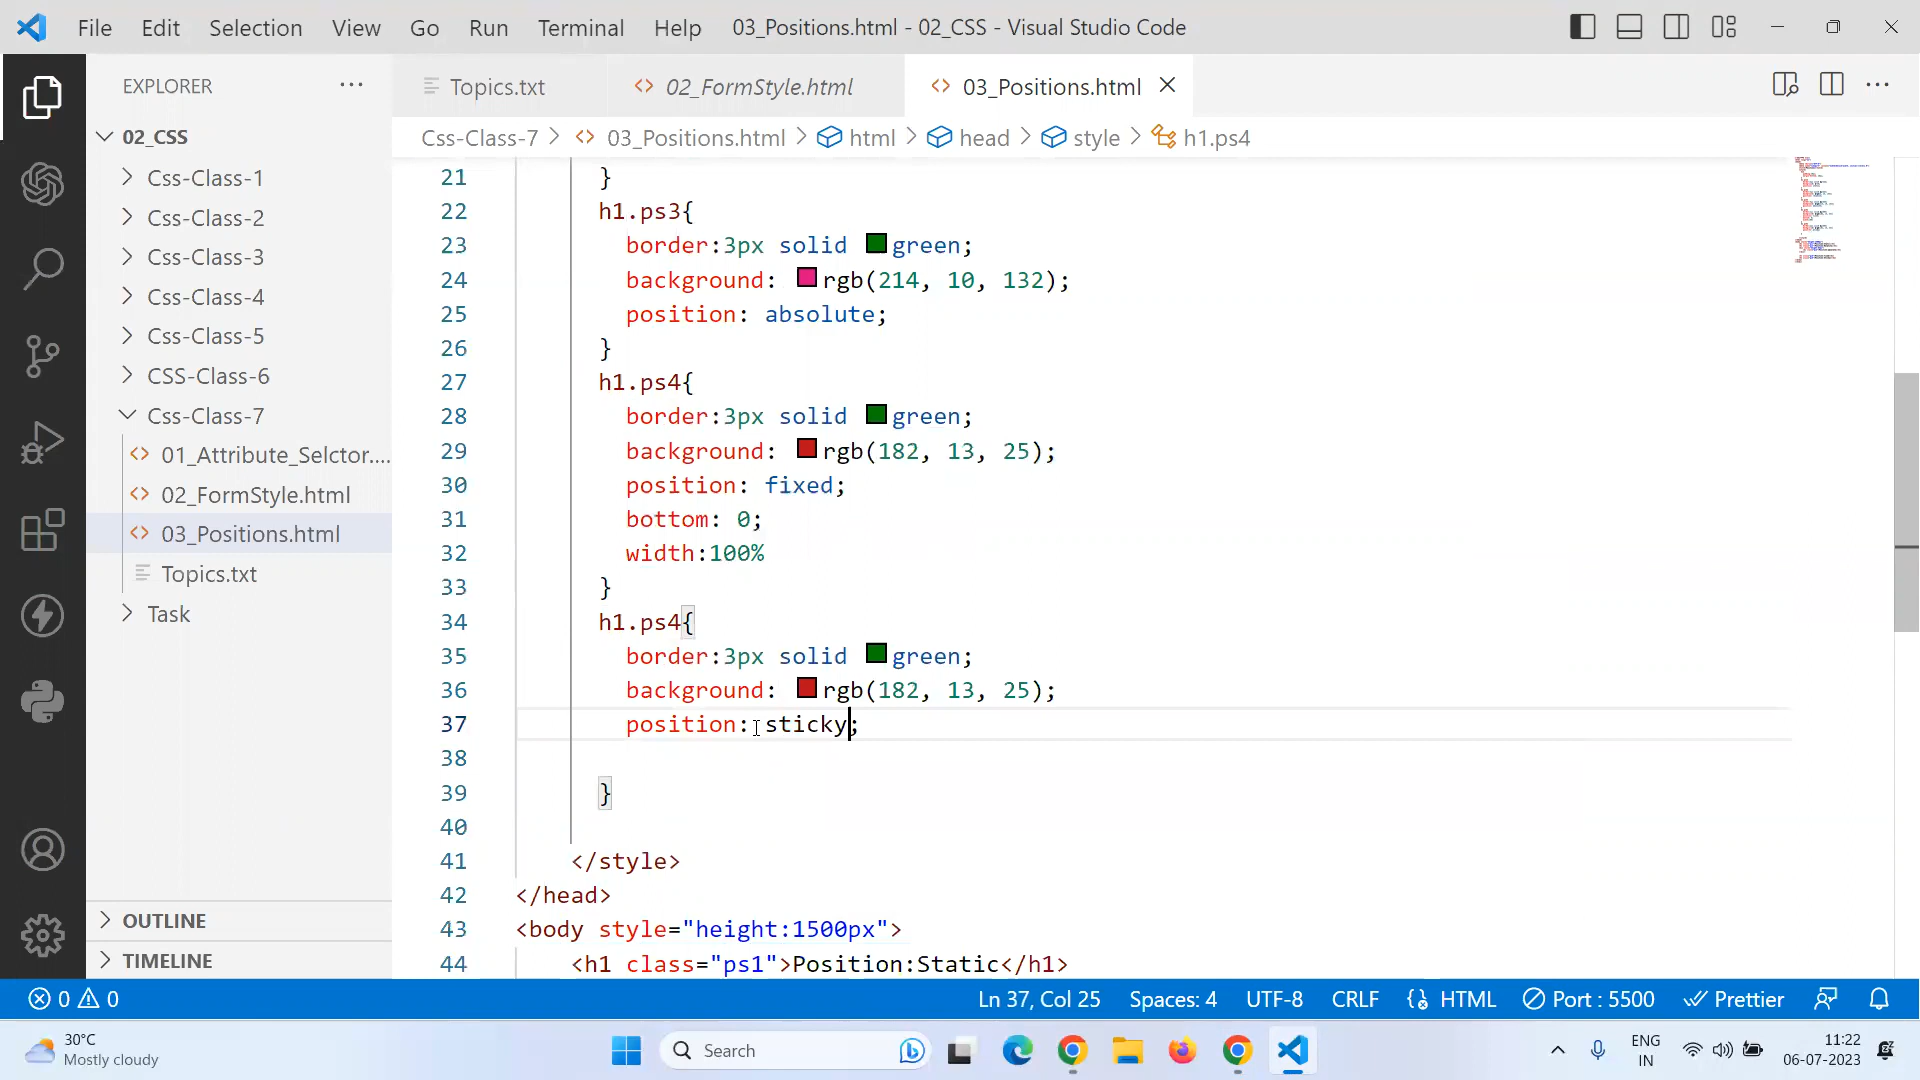 File Edit Selection View Go Run Terminal Help 03_Positions.html - 02_CSS - Visual Studio Code
EXPLORER
Topics.txt 02_FormStyle.html 03_Positions.html
Css-Class-7 03_Positions.html html head style h1.ps4
02_CSS
Css-Class-1
Css-Class-2
Css-Class-3
Css-Class-4
Css-Class-5
CSS-Class-6
Css-Class-7
01_Attribute_Selctor....
02_FormStyle.html
03_Positions.html
Topics.txt
Task
OUTLINE
TIMELINE
21 }
22 h1.ps3{
23 border:3px solid green;
24 background: rgb(214, 10, 132);
25 position: absolute;
26 }
27 h1.ps4{
28 border:3px solid green;
29 background: rgb(182, 13, 25);
30 position: fixed;
31 bottom: 0;
32 width:100%
33 }
34 h1.ps4{
35 border:3px solid green;
36 background: rgb(182, 13, 25);
37 position: sticky;
38
39 }
40
41 </style>
42 </head>
43 <body style="height:1500px">
44 <h1 class="ps1">Position:Static</h1>
0 0 Ln 37, Col 25 Spaces: 4 UTF-8 CRLF HTML Port : 5500 Prettier
30°C
Mostly cloudy
Search
ENG
IN
11:22
06-07-2023